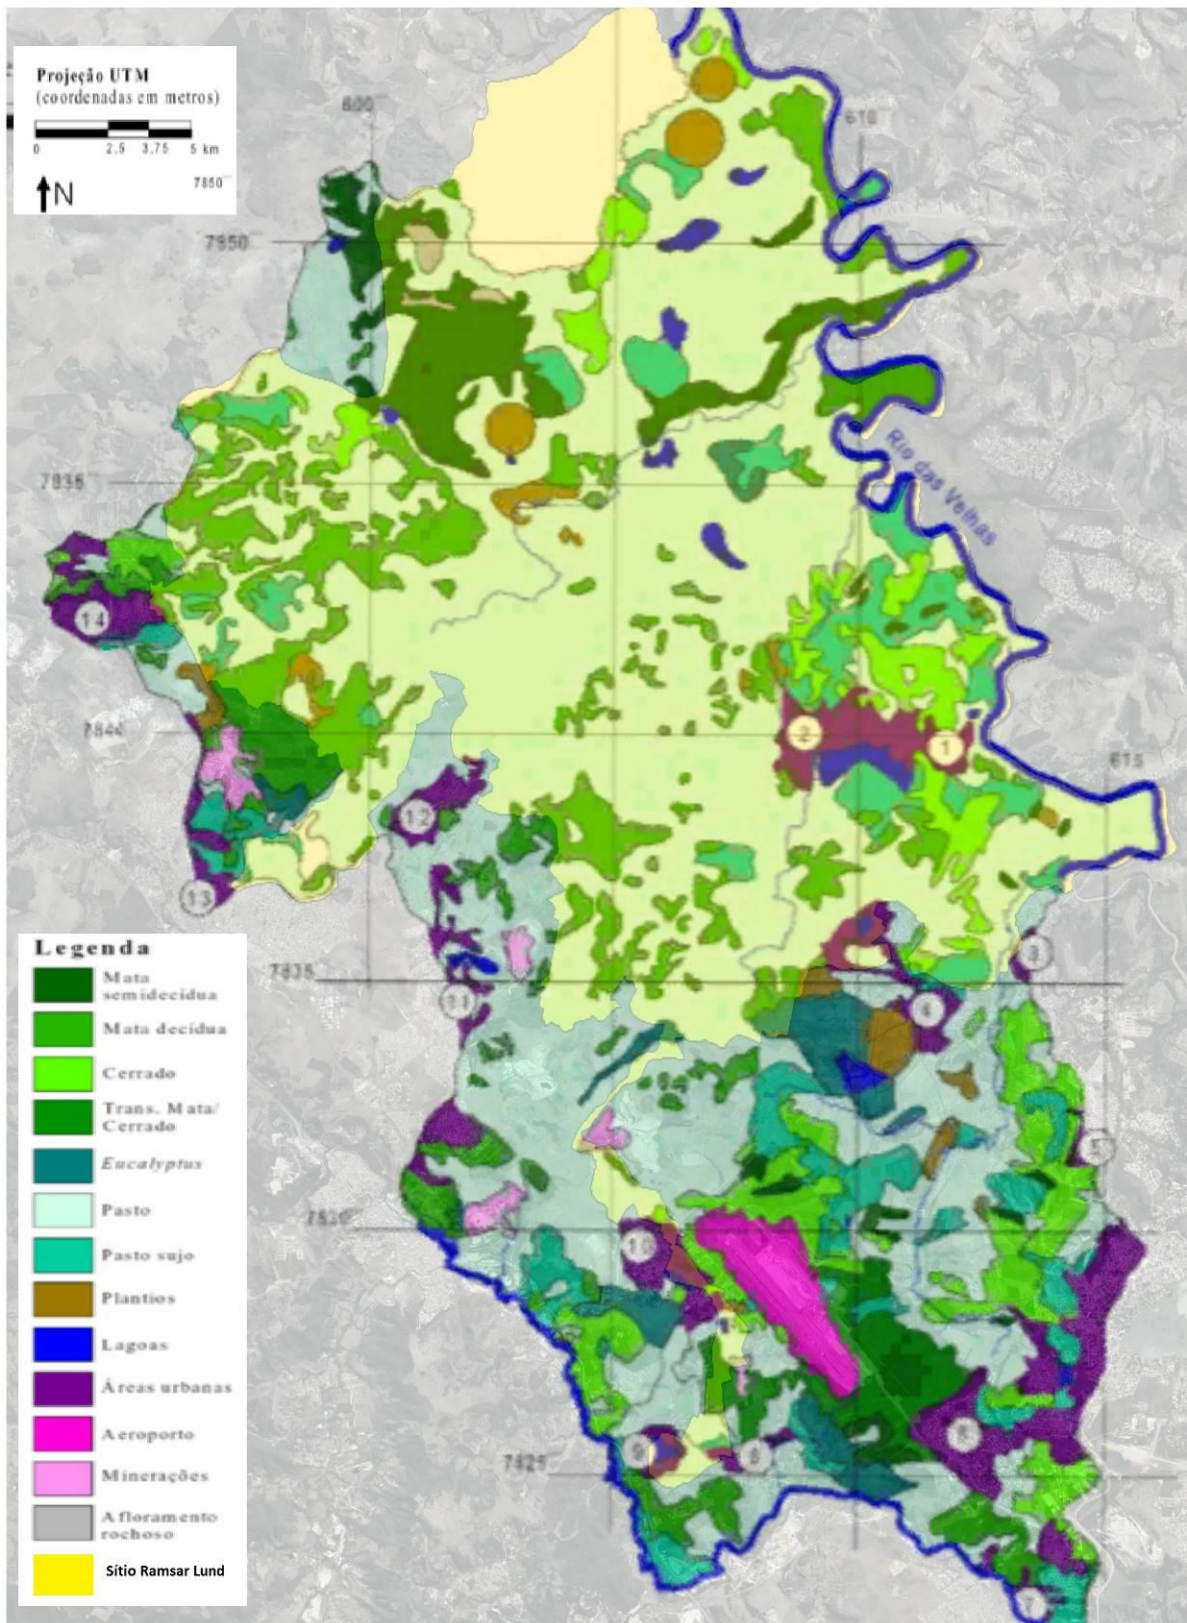 Projeção UTM
(coordenadas em metros)
0 2.5 3.75 5 km
N
7850
600
610
7850
Rio das Velhas
7835
14
7840
2
1
615
12
13
3
7835
11
4
5
7830
10
6
7825
9
8
7
Legenda
Mata
semidecídua
Mata decídua
Cerrado
Trans. Mata/
Cerrado
Eucalyptus
Pasto
Pasto sujo
Plantios
Lagoas
Áreas urbanas
Aeroporto
Minerações
Afloramento
rochoso
Sítio Ramsar Lund